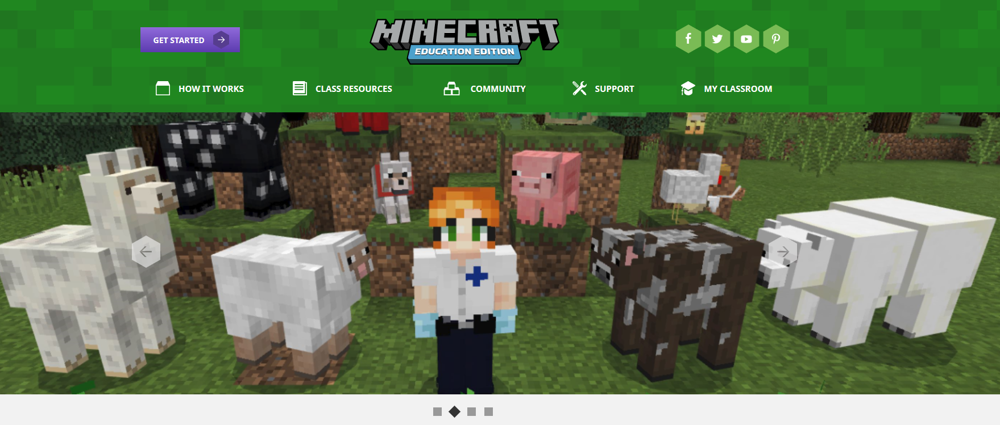 GET STARTED
MINECRAFT
EDUCATION EDITION
HOW IT WORKS
CLASS RESOURCES
COMMUNITY
SUPPORT
MY CLASSROOM